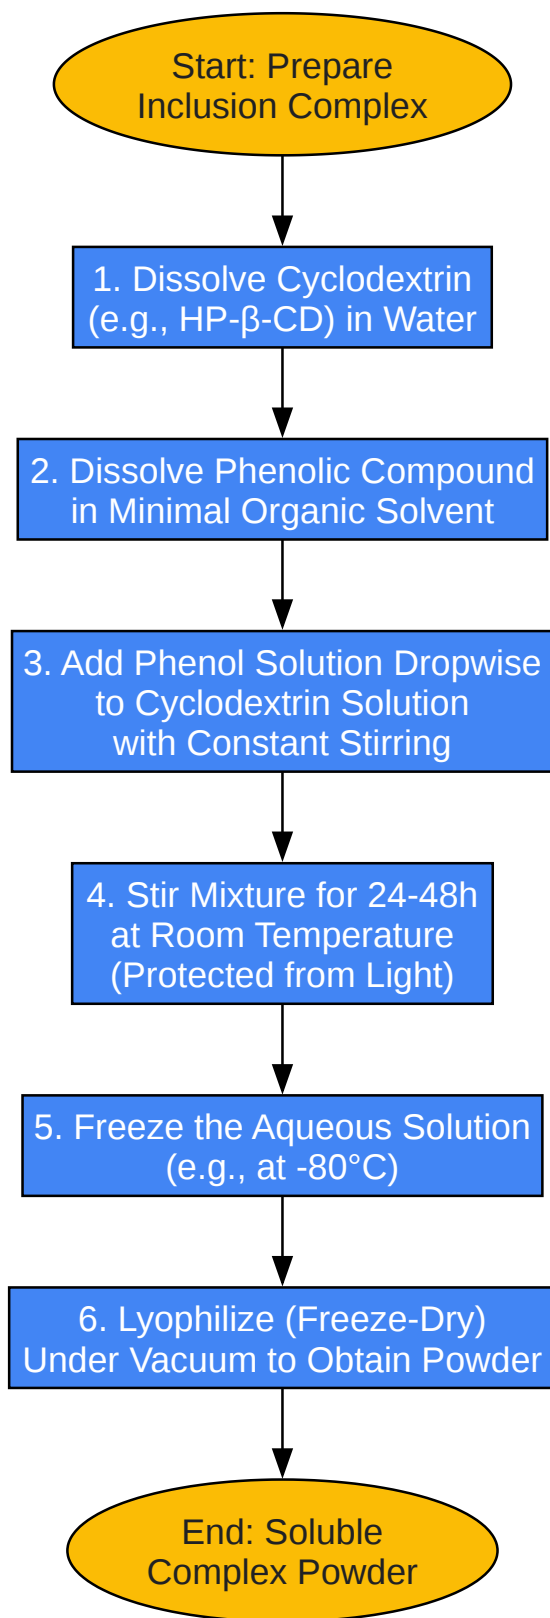 Start: Prepare
Inclusion Complex
1. Dissolve Cyclodextrin
(e.g., HP-β-CD) in Water
2. Dissolve Phenolic Compound
in Minimal Organic Solvent
3. Add Phenol Solution Dropwise
to Cyclodextrin Solution
with Constant Stirring
4. Stir Mixture for 24-48h
at Room Temperature
(Protected from Light)
5. Freeze the Aqueous Solution
(e.g., at -80°C)
6. Lyophilize (Freeze-Dry)
Under Vacuum to Obtain Powder
End: Soluble
Complex Powder